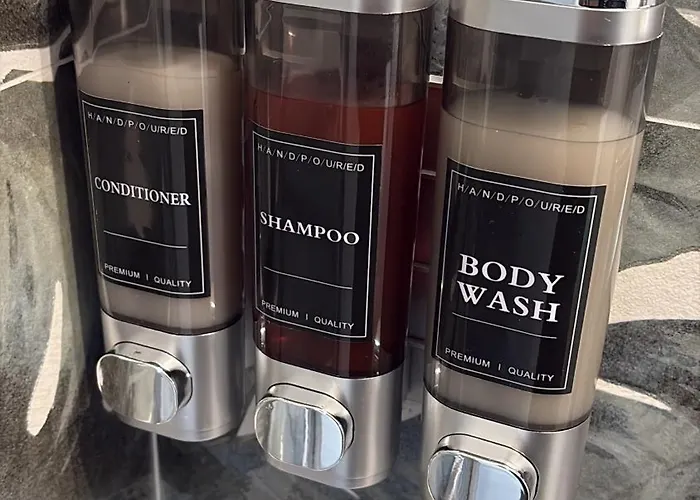 H/A/N/D/P/O/U/R/E/D
CONDITIONER
PREMIUM | QUALITY
H/A/N/D/P/O/U/R/E/D
SHAMPOO
PREMIUM | QUALITY
H/A/N/D/P/O/U/R/E/D
BODY
WASH
PREMIUM | QUALITY